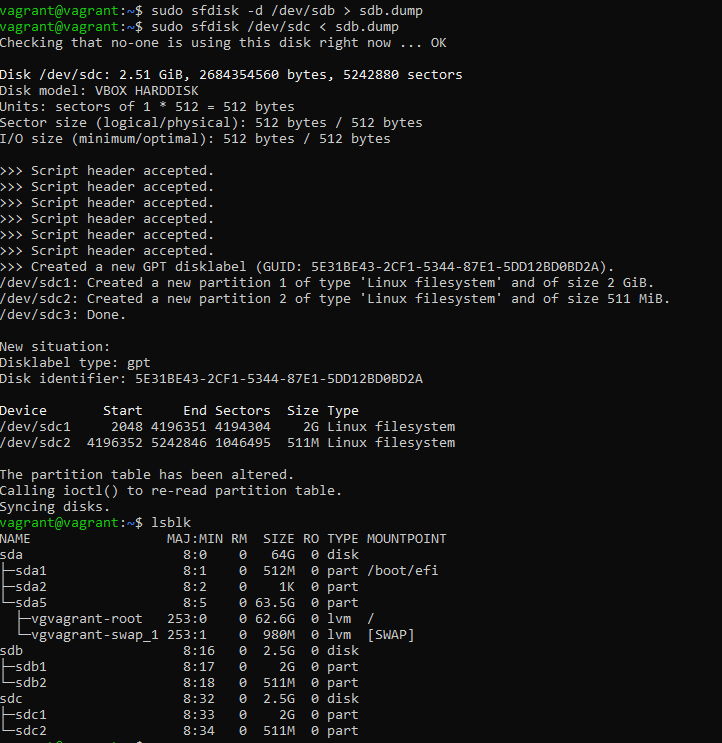 vagrant@vagrant:~$ sudo sfdisk -d /dev/sdb > sdb.dump
vagrant@vagrant:~$ sudo sfdisk /dev/sdc < sdb.dump
Checking that no-one is using this disk right now ... OK

Disk /dev/sdc: 2.51 GiB, 2684354560 bytes, 5242880 sectors
Disk model: VBOX HARDDISK
Units: sectors of 1 * 512 = 512 bytes
Sector size (logical/physical): 512 bytes / 512 bytes
I/O size (minimum/optimal): 512 bytes / 512 bytes

>>> Script header accepted.
>>> Script header accepted.
>>> Script header accepted.
>>> Script header accepted.
>>> Script header accepted.
>>> Script header accepted.
>>> Created a new GPT disklabel (GUID: 5E31BE43-2CF1-5344-87E1-5DD12BD0BD2A).
/dev/sdc1: Created a new partition 1 of type 'Linux filesystem' and of size 2 GiB.
/dev/sdc2: Created a new partition 2 of type 'Linux filesystem' and of size 511 MiB.
/dev/sdc3: Done.

New situation:
Disklabel type: gpt
Disk identifier: 5E31BE43-2CF1-5344-87E1-5DD12BD0BD2A

Device       Start     End Sectors  Size Type
/dev/sdc1     2048 4196351 4194304    2G Linux filesystem
/dev/sdc2  4196352 5242846 1046495  511M Linux filesystem

The partition table has been altered.
Calling ioctl() to re-read partition table.
Syncing disks.
vagrant@vagrant:~$ lsblk
NAME                 MAJ:MIN RM  SIZE RO TYPE MOUNTPOINT
sda                    8:0    0   64G  0 disk
├─sda1                 8:1    0  512M  0 part /boot/efi
├─sda2                 8:2    0    1K  0 part
└─sda5                 8:5    0 63.5G  0 part
  ├─vgvagrant-root   253:0    0 62.6G  0 lvm  /
  └─vgvagrant-swap_1 253:1    0  980M  0 lvm  [SWAP]
sdb                    8:16   0  2.5G  0 disk
├─sdb1                 8:17   0    2G  0 part
└─sdb2                 8:18   0  511M  0 part
sdc                    8:32   0  2.5G  0 disk
├─sdc1                 8:33   0    2G  0 part
└─sdc2                 8:34   0  511M  0 part